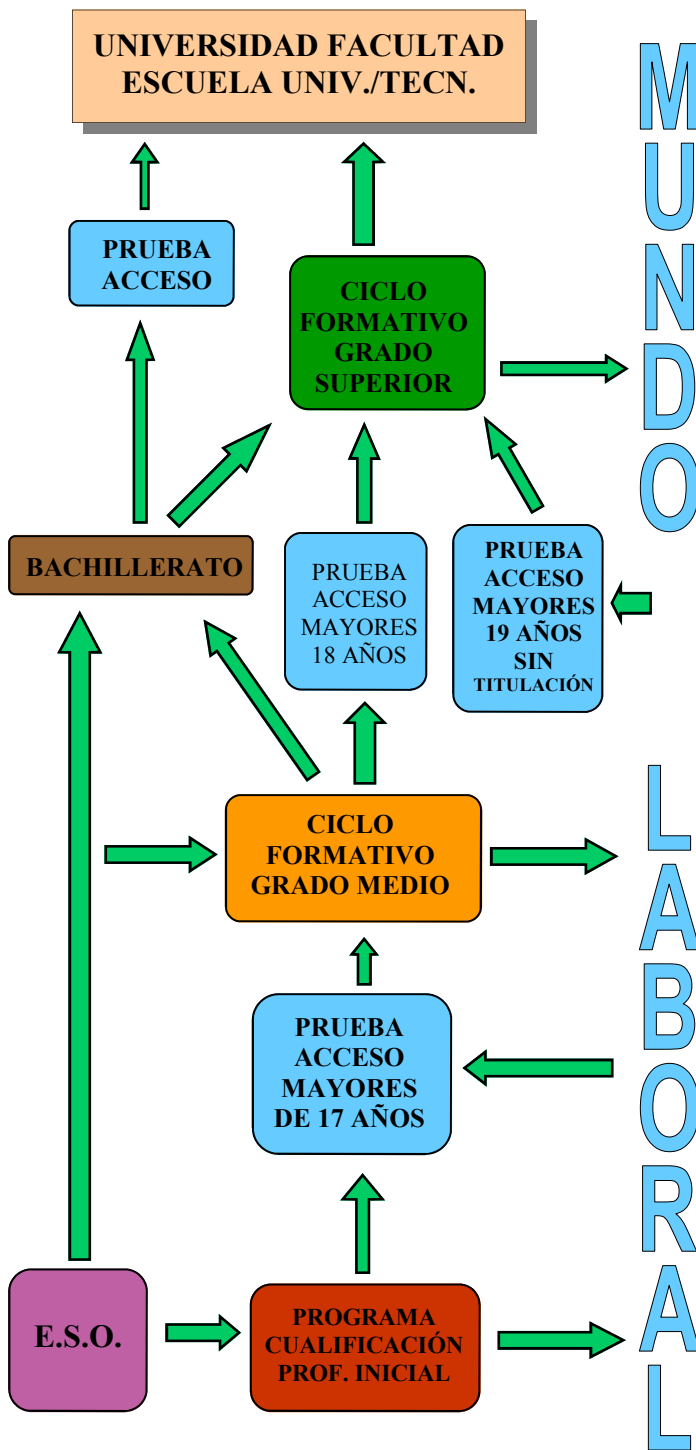 UNIVERSIDAD FACULTAD
ESCUELA UNIV./TECN.
PRUEBA
ACCESO
CICLO
FORMATIVO
GRADO
SUPERIOR
BACHILLERATO
PRUEBA
ACCESO
MAYORES
18 AÑOS
PRUEBA
ACCESO
MAYORES
19 AÑOS
SIN
TITULACIÓN
CICLO
FORMATIVO
GRADO MEDIO
PRUEBA
ACCESO
MAYORES
DE 17 AÑOS
E.S.O.
PROGRAMA
CUALIFICACIÓN
PROF. INICIAL
MUNDO
LABORAL